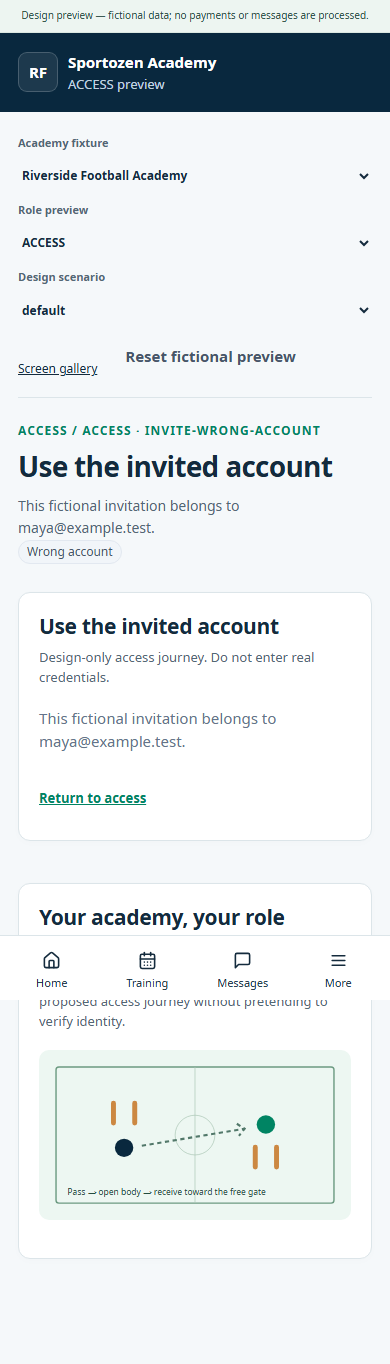 Design preview — fictional data; no payments or messages are processed.
RF
Sportozen Academy
ACCESS preview
Academy fixture
Riverside Football Academy
Role preview
ACCESS
Design scenario
default
Screen gallery
Reset fictional preview
ACCESS / ACCESS · INVITE-WRONG-ACCOUNT
Use the invited account
This fictional invitation belongs to
maya@example.test.
Wrong account
Use the invited account
Design-only access journey. Do not enter real
credentials.
This fictional invitation belongs to
maya@example.test.
Return to access
Your academy, your role
Home
Training
Messages
More
proposed access journey without pretending to
verify identity.
Pass → open body → receive toward the free gate